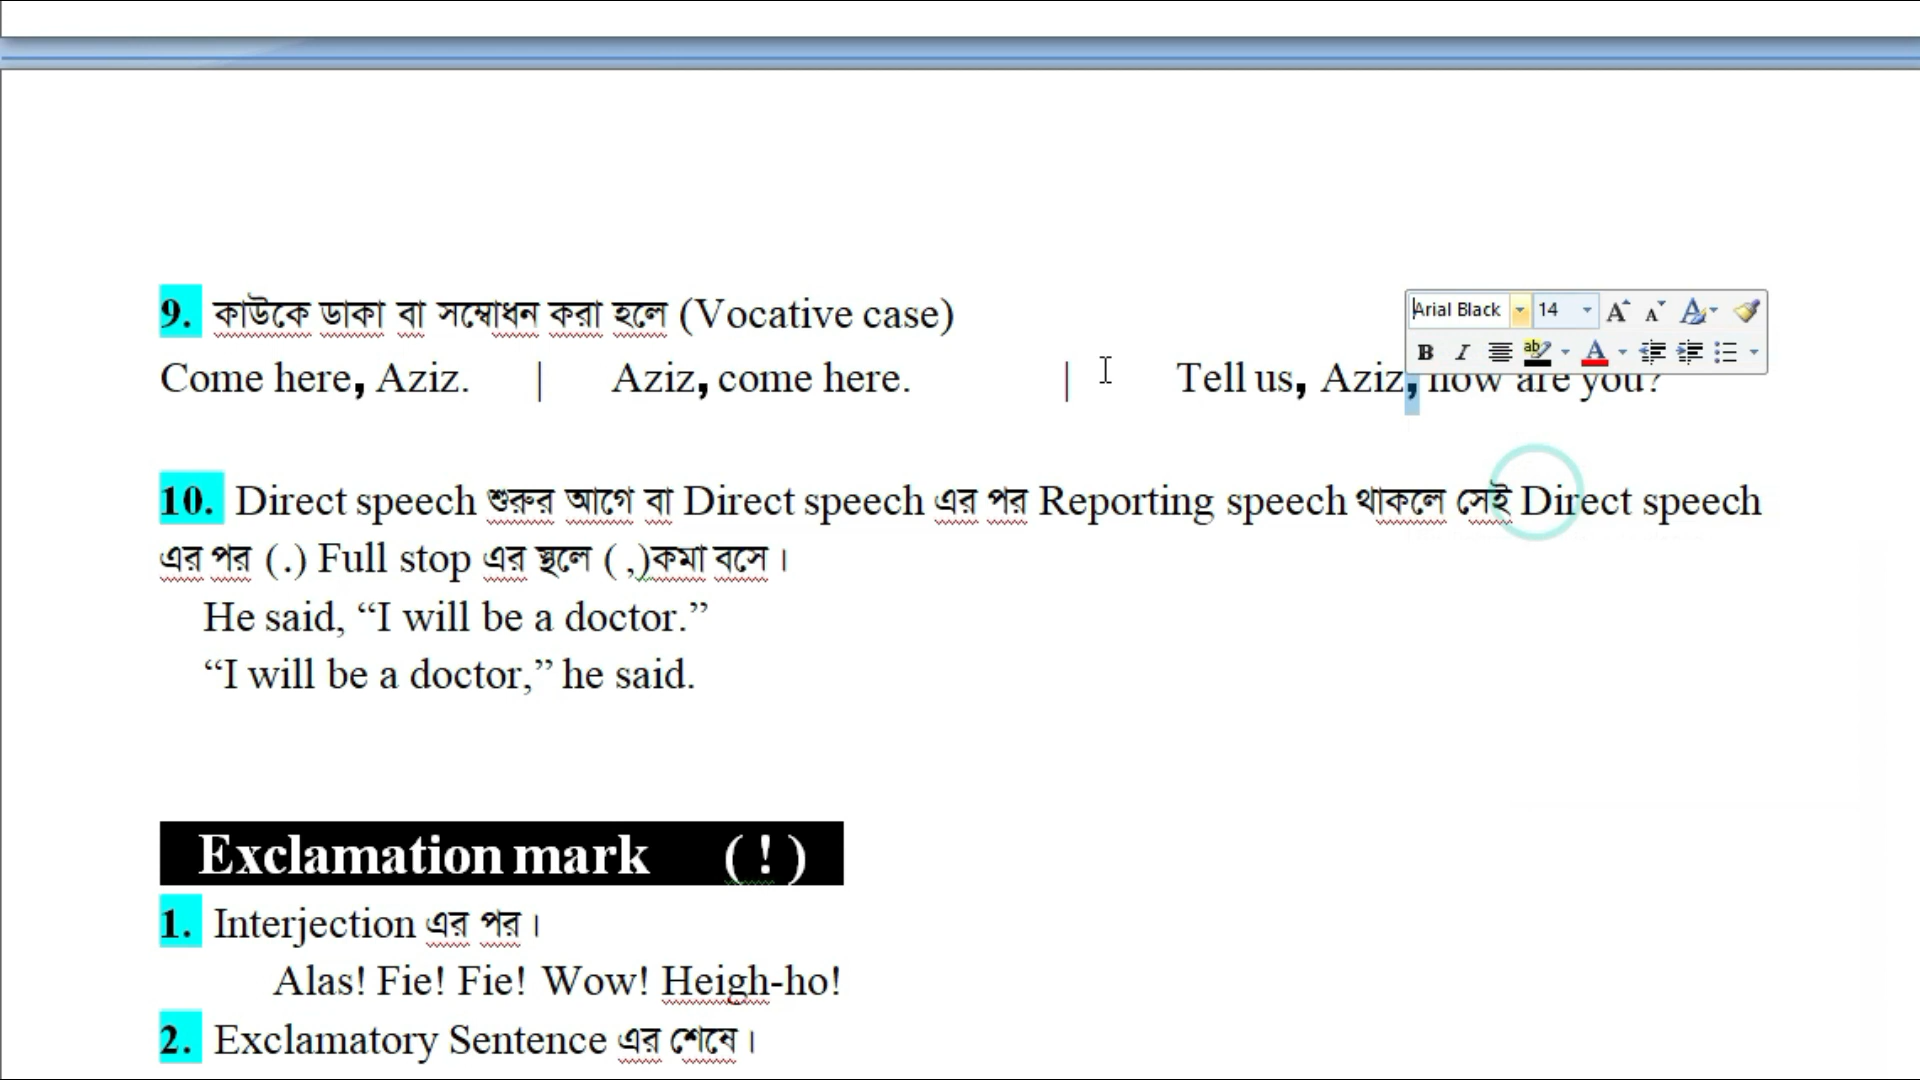 9. কাউকে ডাকা বা সম্বোধন করা হলে (Vocative case)
Arial Black 14
Come here, Aziz. | Aziz, come here. | Tell us, Aziz, how are you?
10. Direct speech শুরুর আগে বা Direct speech এর পর Reporting speech থাকলে সেই Direct speech
এর পর (.) Full stop এর স্থলে ( ,)কমা বসে।
He said, “I will be a doctor.”
“I will be a doctor,” he said.
Exclamation mark ( ! )
1. Interjection এর পর।
Alas! Fie! Fie! Wow! Heigh-ho!
2. Exclamatory Sentence এর শেষে।